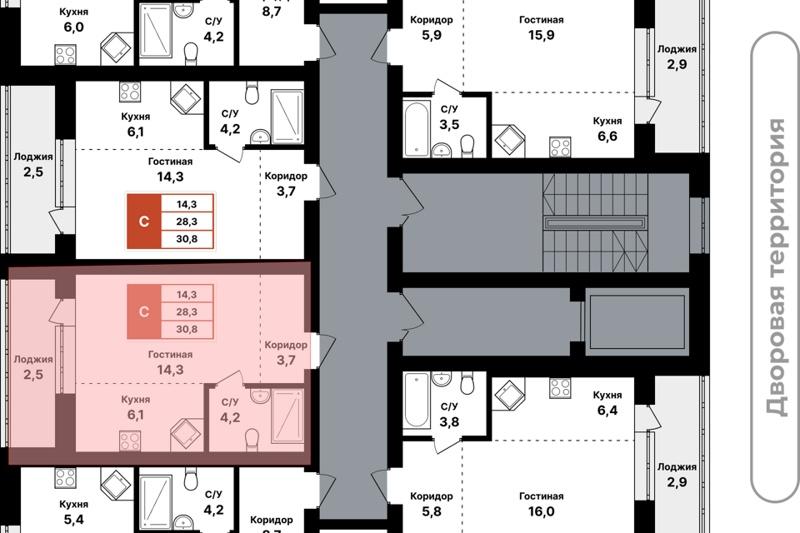 Кухня
6,0
С/У
4,2
8,7
Коридор
5,9
Гостиная
15,9
Лоджия
2,9
Кухня
6,1
С/У
4,2
С/У
3,5
Кухня
6,6
Лоджия
2,5
Гостиная
14,3
Коридор
3,7
С
14,3
28,3
30,8
Дворовая территория
С
14,3
28,3
30,8
Лоджия
2,5
Гостиная
14,3
Коридор
3,7
Кухня
6,1
С/У
4,2
С/У
3,8
Кухня
6,4
Лоджия
2,9
Кухня
5,4
С/У
4,2
Коридор
5,8
Гостиная
16,0